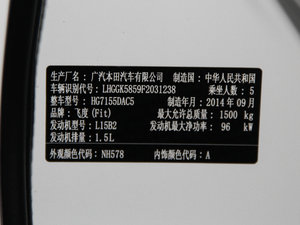 生产厂名：广汽本田汽车有限公司 制造国：中华人民共和国
车辆识别代号：LHGGK5859F2031238 乘坐人数：5
整车型号：HG7155DAC5 制造年月：2014年09月
品牌：飞度(Fit) 最大允许总质量：1500 kg
发动机型号：L15B2 发动机最大净功率：96 kW
发动机排量：1.5L
外观颜色代码：NH578 内饰颜色代码：A